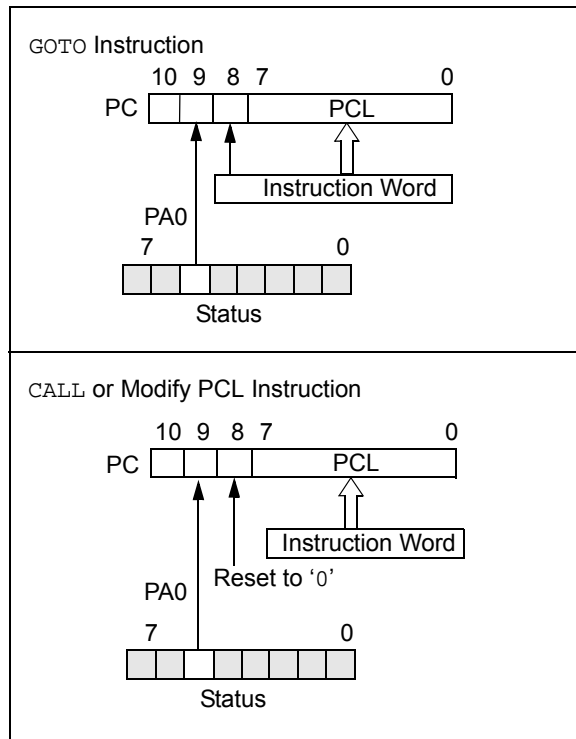 GOTO Instruction
10 9 8 7 0
PC PCL
Instruction Word
PA0
7 0
Status
CALL or Modify PCL Instruction
10 9 8 7 0
PC PCL
Instruction Word
Reset to ‘0’
PA0
7 0
Status